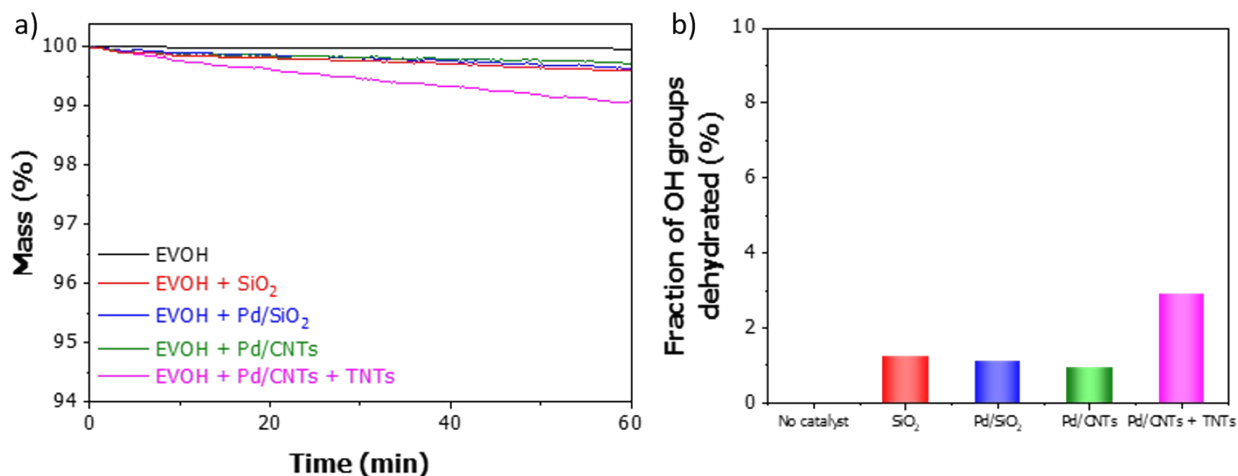 a)
100
99
98
97
96
95
94
Mass (%)
EVOH
EVOH + SiO₂
EVOH + Pd/SiO₂
EVOH + Pd/CNTs
EVOH + Pd/CNTs + TNTs
0 20 40 60
Time (min)
b)
10
8
6
4
2
0
Fraction of OH groups
dehydrated (%)
No catalyst SiO₂ Pd/SiO₂ Pd/CNTs Pd/CNTs + TNTs